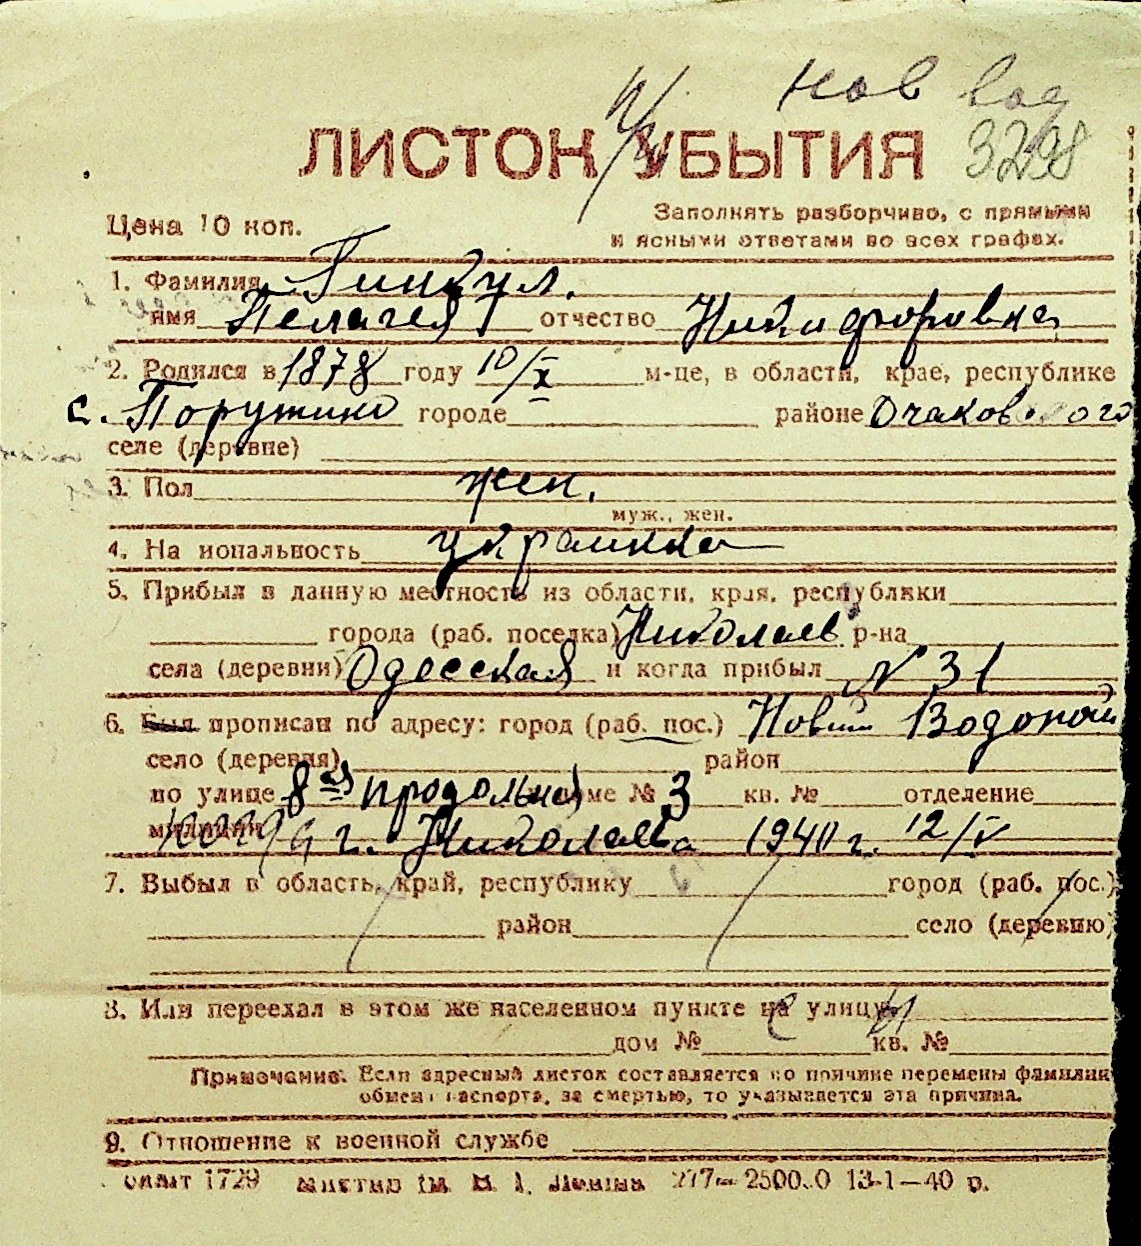 Нов Вод
ЛИСТОК УБЫТИЯ 3298
Цена 10 коп. Заполнять разборчиво, с прямыми
и ясными ответами во всех графах.
1. Фамилия
имя Пелагея отчество Никифоровна
2. Родился в 1878 году 10/X м-це, в области, крае, республике
с. городе районе Очаковского
селе (деревне)
3. Пол жен.
муж., жен.
4. На иональность украинка
5. Прибыл в данную местность из области, края, республики
города (раб. поселка) Николаев р-на
села (деревни) Одесская и когда прибыл N 31
6. Был прописан по адресу: город (раб. пос.) Новый Водопой
село (деревня) район
по улице 8ая продольная доме № 3 кв. № отделение
милиции г. Николаева 1940 г. 12/V
7. Выбыл в область, край, республику город (раб. пос.)
район село (деревню)
8. Или переехал в этом же населенном пункте на улицу
дом № кв. №
Примечание. Если адресный листок составляется по причине перемены фамилии
обмена паспорта, за смертью, то указывается эта причина.
9. Отношение к военной службе
1729 Ленина 277— 13-1—40 р.